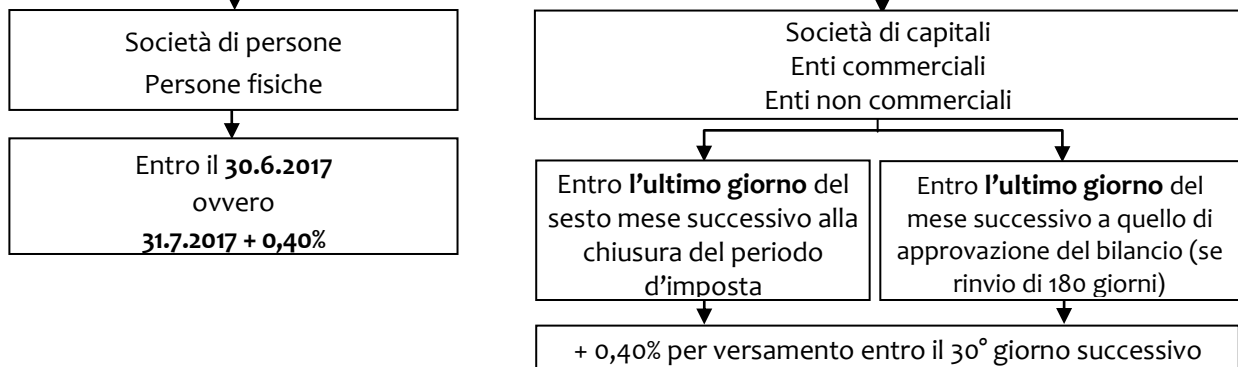 Società di persone
Persone fisiche
Entro il 30.6.2017
ovvero
31.7.2017 + 0,40%
Società di capitali
Enti commerciali
Enti non commerciali
Entro l’ultimo giorno del
sesto mese successivo alla
chiusura del periodo
d’imposta
Entro l’ultimo giorno del
mese successivo a quello di
approvazione del bilancio (se
rinvio di 180 giorni)
+ 0,40% per versamento entro il 30° giorno successivo